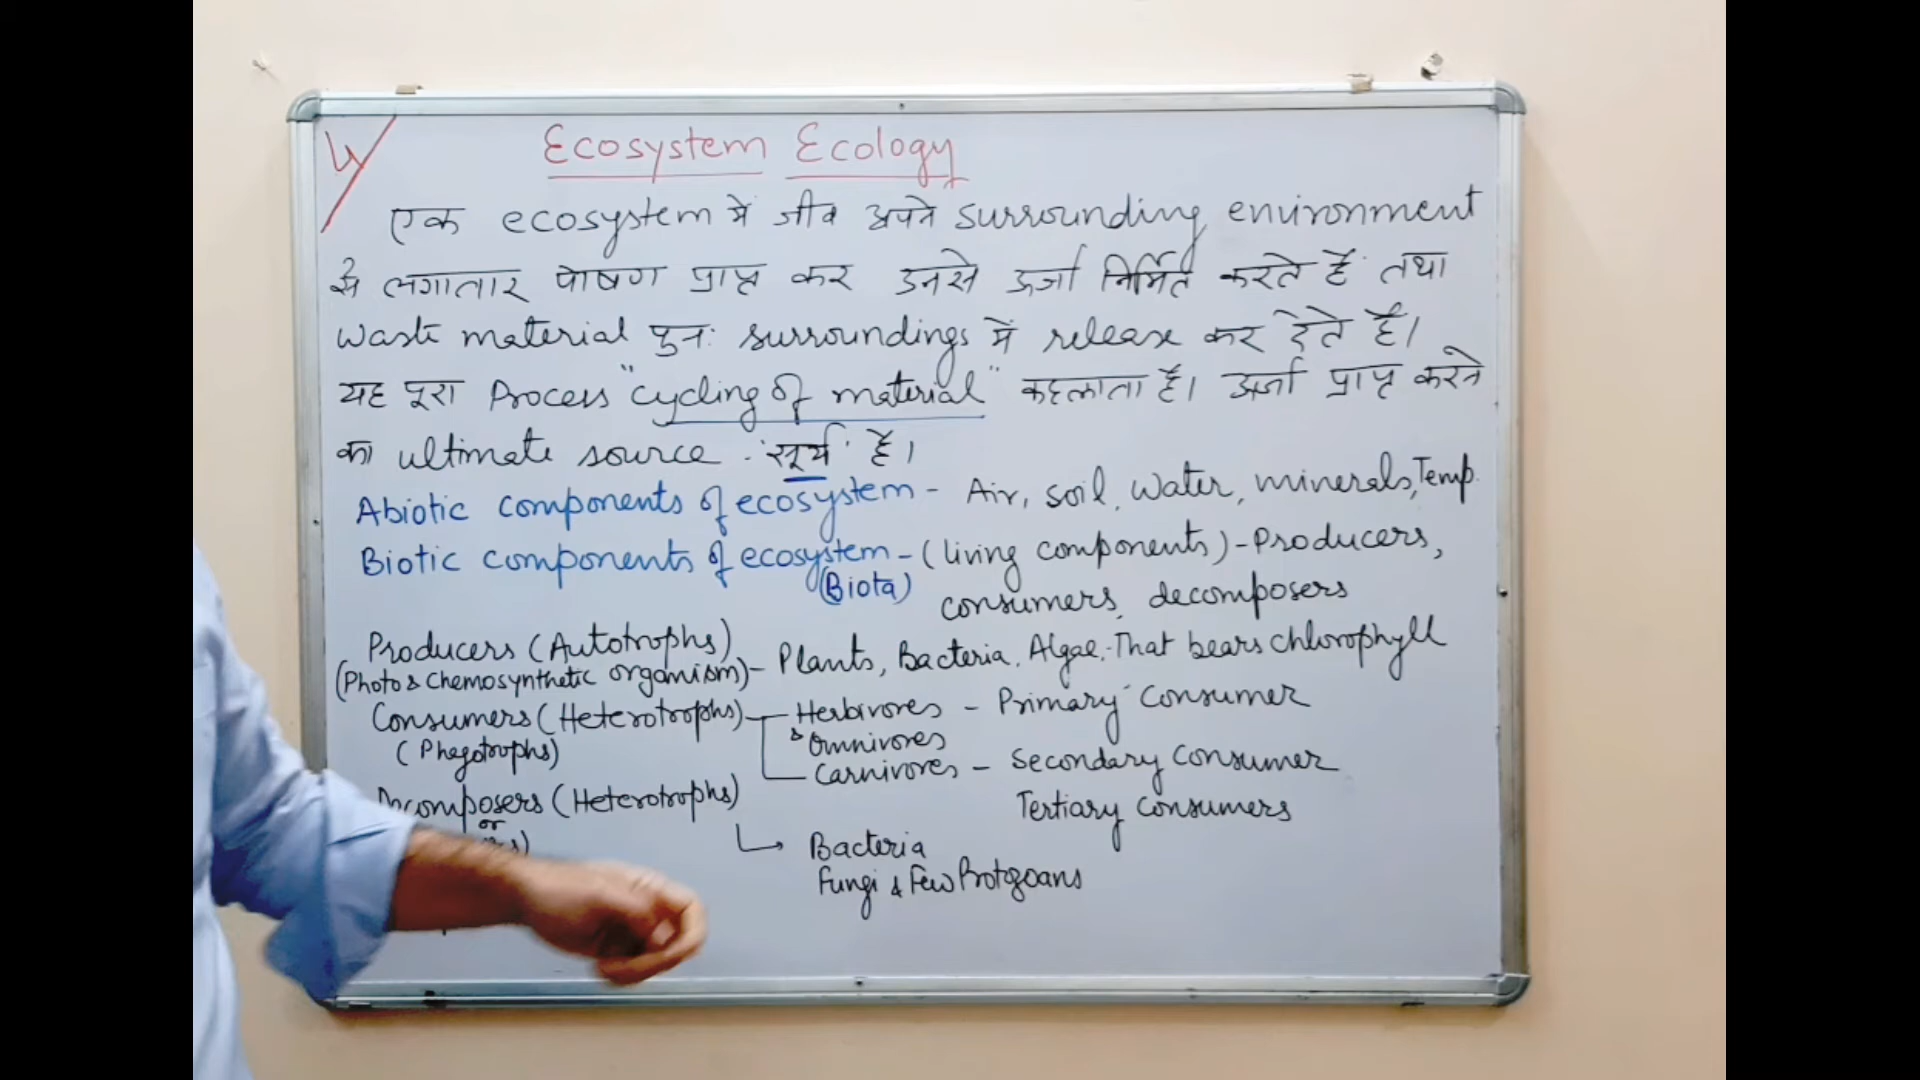 4/
Ecosystem Ecology
एक ecosystem में जीव अपने surrounding environment
से लगातार पोषण प्राप्त कर उनसे ऊर्जा निर्मित करते हैं तथा
Waste material पुनः surroundings में release कर देते हैं।
यह पूरा Process "cycling of material" कहलाता है। ऊर्जा प्राप्त करने
का ultimate source - 'सूर्य' है।
Abiotic components of ecosystem - Air, soil, Water, minerals, Temp.
Biotic components of ecosystem - (living components) - Producers,
(Biota) consumers, decomposers
Producers (Autotrophs)
(Photo & Chemosynthetic organism) - Plants, Bacteria, Algae. That bears chlorophyll
Consumers (Heterotrophs) - Herbivores - Primary Consumer
(Phagotrophs) & Omnivores
Carnivores - Secondary Consumer
Decomposers (Heterotrophs) Tertiary Consumers
or
Bacteria
Fungi & Few Protozoans